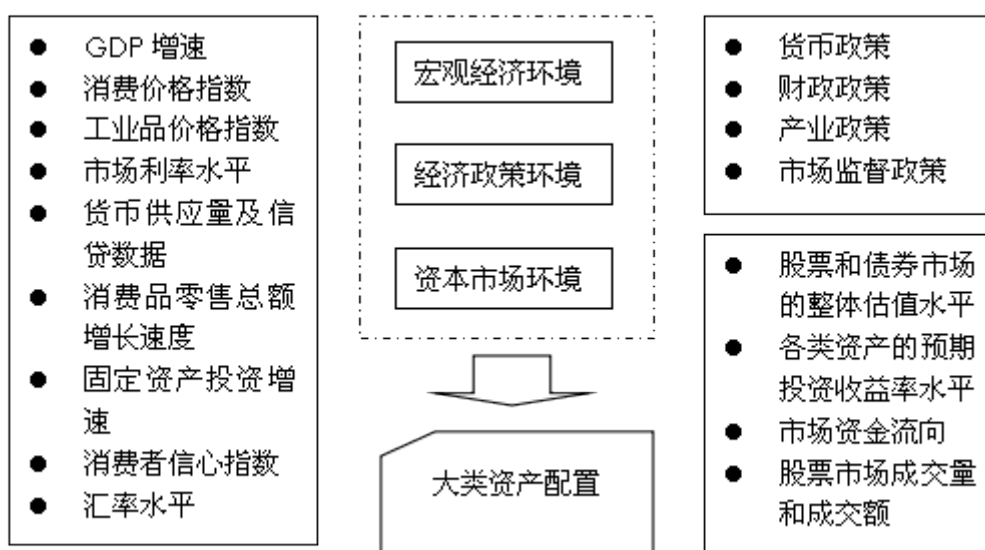 GDP 增速
消费价格指数
工业品价格指数
市场利率水平
货币供应量及信
贷数据
消费品零售总额
增长速度
固定资产投资增
速
消费者信心指数
汇率水平
宏观经济环境
经济政策环境
资本市场环境
大类资产配置
货币政策
财政政策
产业政策
市场监督政策
股票和债券市场
的整体估值水平
各类资产的预期
投资收益率水平
市场资金流向
股票市场成交量
和成交额